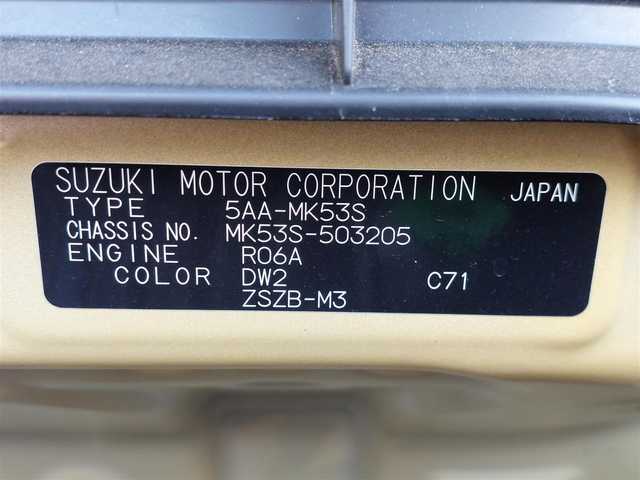 SUZUKI MOTOR CORPORATION JAPAN
TYPE 5AA-MK53S
CHASSIS NO. MK53S-503205
ENGINE R06A
COLOR DW2 C71
ZSZB-M3